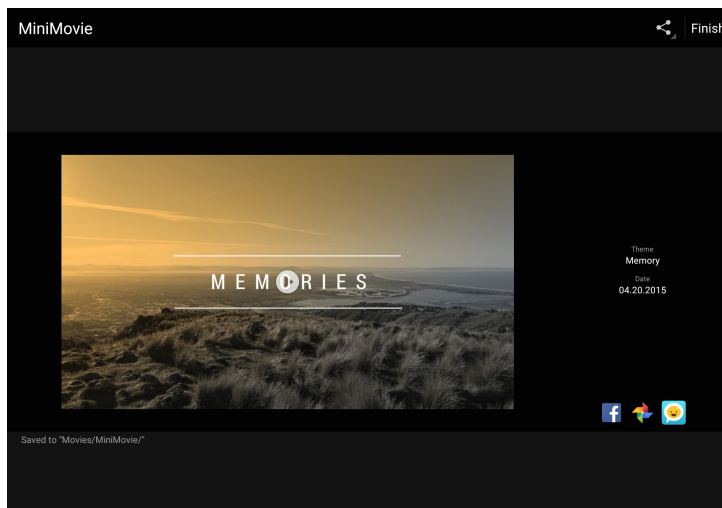 MiniMovie
Finish
MEMORIES
Theme
Memory
Date
04.20.2015
Saved to "Movies/MiniMovie/"